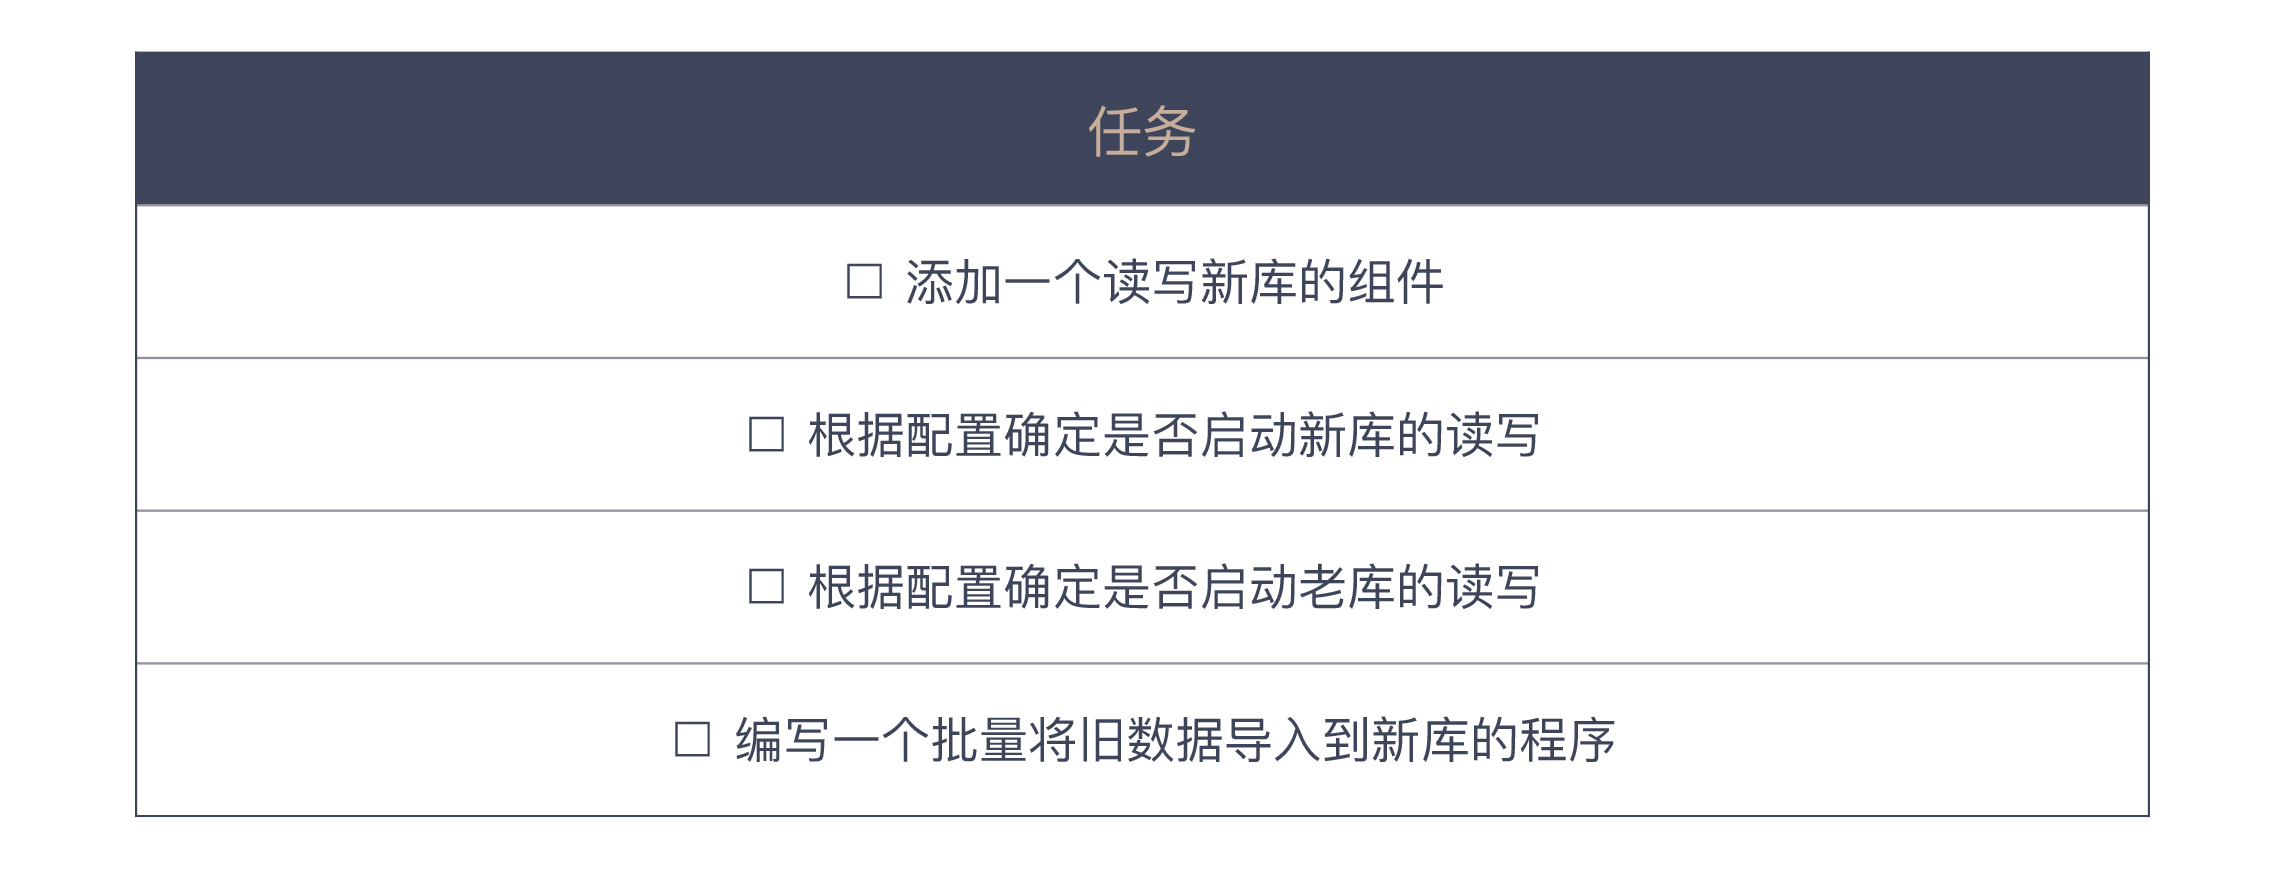 任务
☐ 添加一个读写新库的组件
☐ 根据配置确定是否启动新库的读写
☐ 根据配置确定是否启动老库的读写
☐ 编写一个批量将旧数据导入到新库的程序